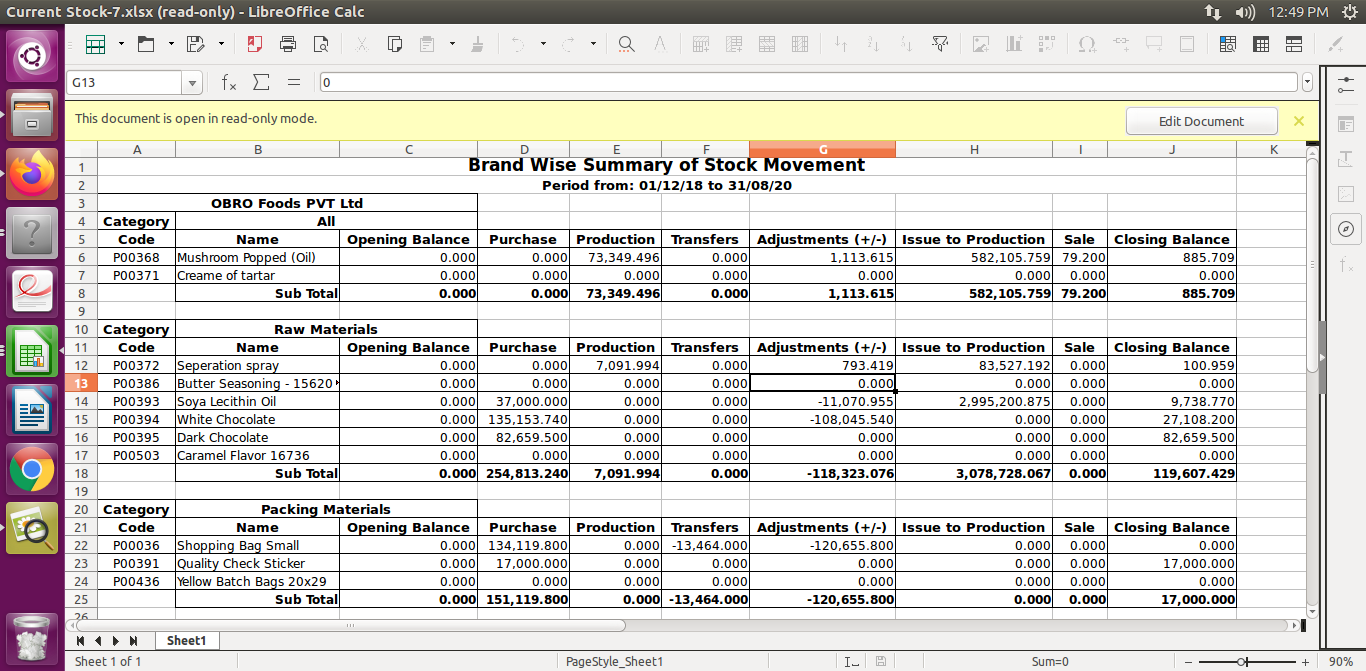 Current Stock-7.xlsx (read-only) - LibreOffice Calc 12:49 PM
G13 fx Σ = 0
This document is open in read-only mode. Edit Document
A B C D E F G H I J K
1 Brand Wise Summary of Stock Movement
2 Period from: 01/12/18 to 31/08/20
3 OBRO Foods PVT Ltd
4 Category All
5 Code Name Opening Balance Purchase Production Transfers Adjustments (+/-) Issue to Production Sale Closing Balance
6 P00368 Mushroom Popped (Oil) 0.000 0.000 73,349.496 0.000 1,113.615 582,105.759 79.200 885.709
7 P00371 Creame of tartar 0.000 0.000 0.000 0.000 0.000 0.000 0.000 0.000
8 Sub Total 0.000 0.000 73,349.496 0.000 1,113.615 582,105.759 79.200 885.709
9
10 Category Raw Materials
11 Code Name Opening Balance Purchase Production Transfers Adjustments (+/-) Issue to Production Sale Closing Balance
12 P00372 Seperation spray 0.000 0.000 7,091.994 0.000 793.419 83,527.192 0.000 100.959
13 P00386 Butter Seasoning - 15620 0.000 0.000 0.000 0.000 0.000 0.000 0.000 0.000
14 P00393 Soya Lecithin Oil 0.000 37,000.000 0.000 0.000 -11,070.955 2,995,200.875 0.000 9,738.770
15 P00394 White Chocolate 0.000 135,153.740 0.000 0.000 -108,045.540 0.000 0.000 27,108.200
16 P00395 Dark Chocolate 0.000 82,659.500 0.000 0.000 0.000 0.000 0.000 82,659.500
17 P00503 Caramel Flavor 16736 0.000 0.000 0.000 0.000 0.000 0.000 0.000 0.000
18 Sub Total 0.000 254,813.240 7,091.994 0.000 -118,323.076 3,078,728.067 0.000 119,607.429
19
20 Category Packing Materials
21 Code Name Opening Balance Purchase Production Transfers Adjustments (+/-) Issue to Production Sale Closing Balance
22 P00036 Shopping Bag Small 0.000 134,119.800 0.000 -13,464.000 -120,655.800 0.000 0.000 0.000
23 P00391 Quality Check Sticker 0.000 17,000.000 0.000 0.000 0.000 0.000 0.000 17,000.000
24 P00436 Yellow Batch Bags 20x29 0.000 0.000 0.000 0.000 0.000 0.000 0.000 0.000
25 Sub Total 0.000 151,119.800 0.000 -13,464.000 -120,655.800 0.000 0.000 17,000.000
26
Sheet1
Sheet 1 of 1 PageStyle_Sheet1 Sum=0 90%